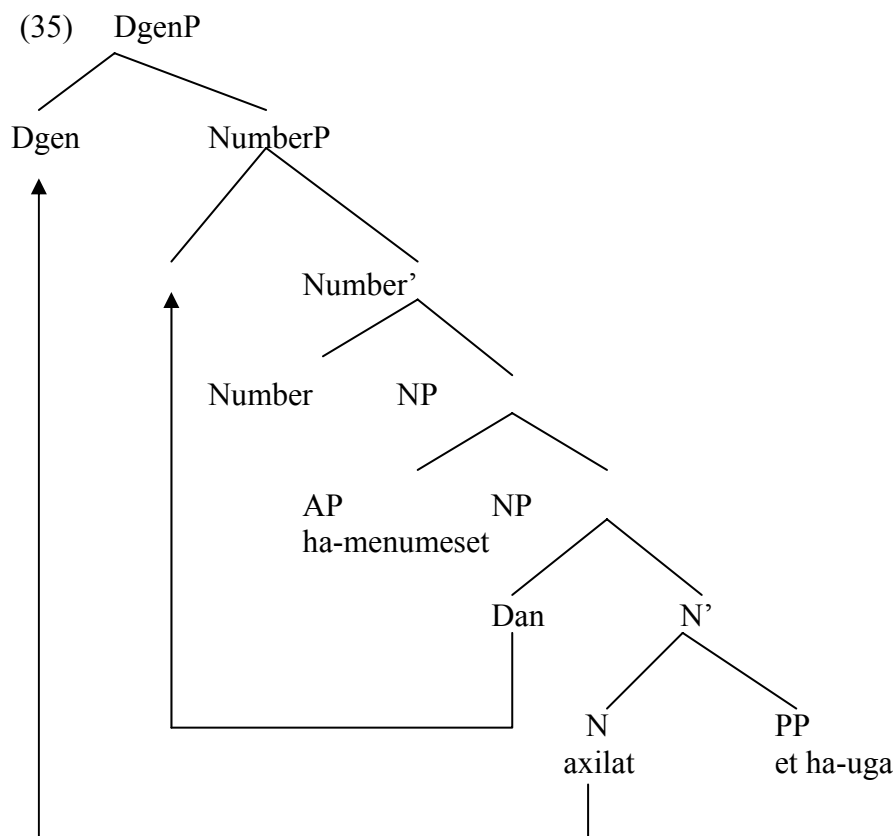 (35) DgenP
Dgen NumberP
Number’
Number NP
AP NP
ha-menumeset
Dan N’
N PP
axilat et ha-uga